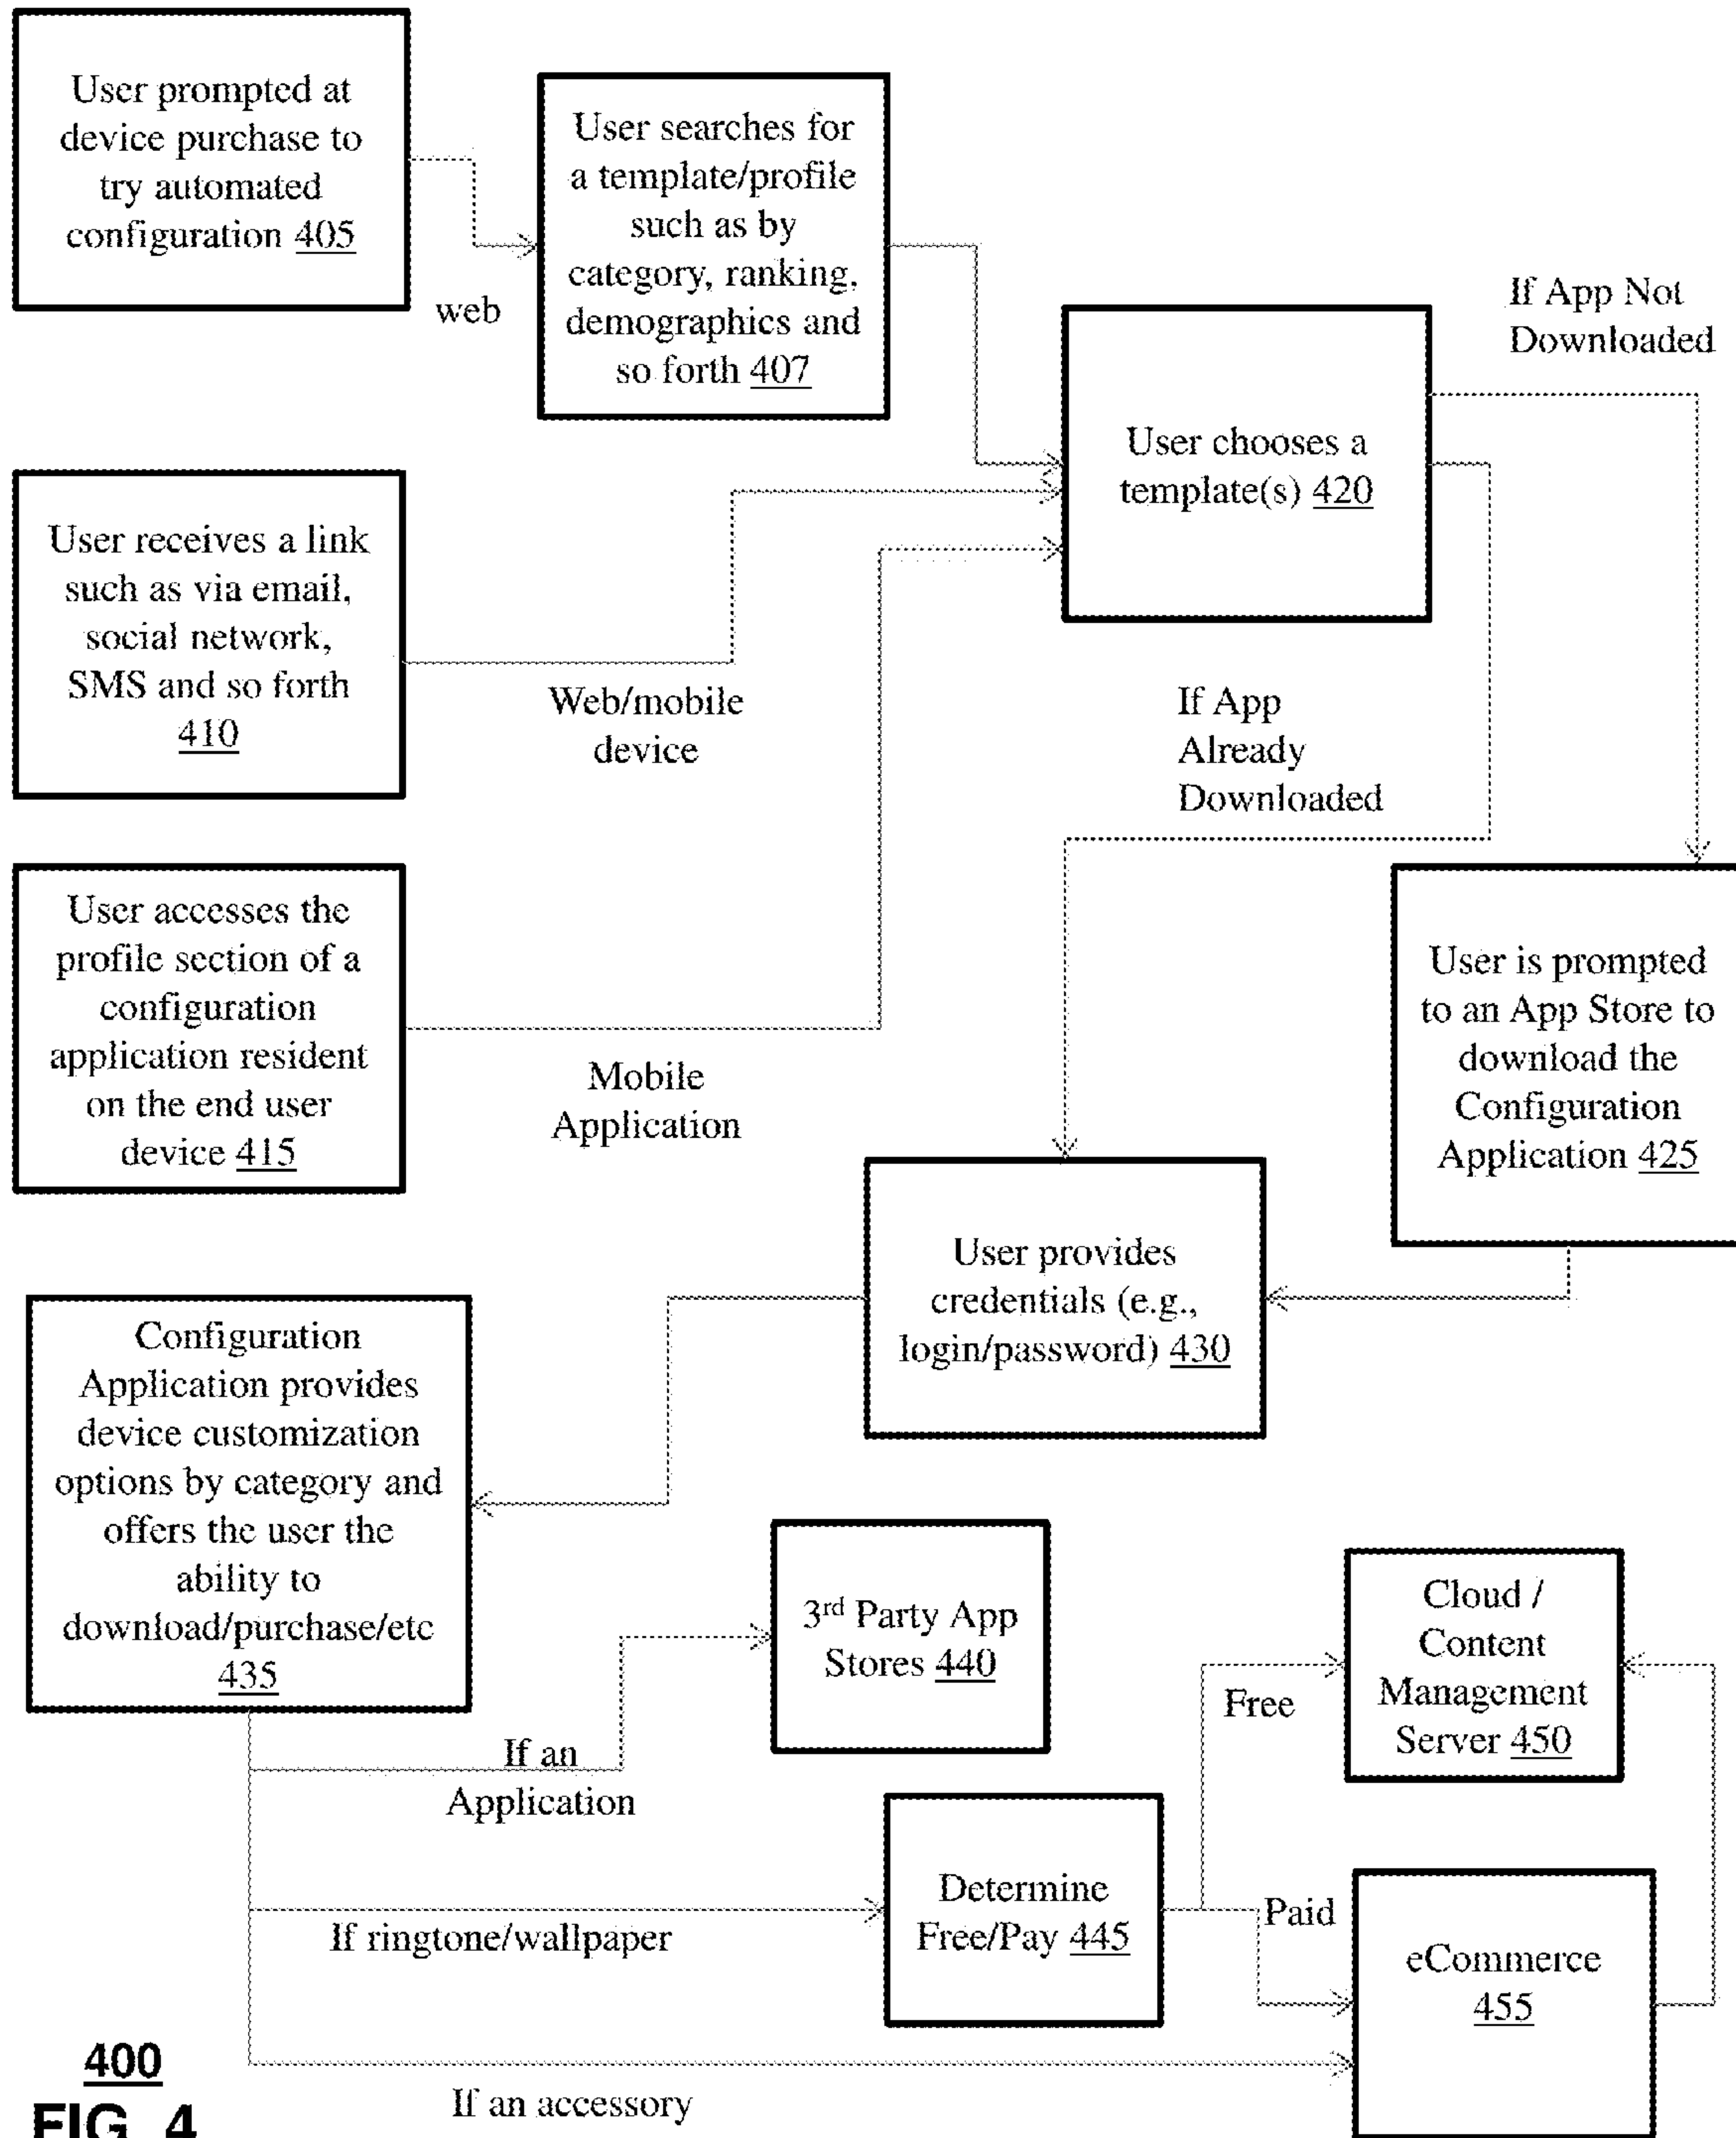 User prompted at
device purchase to
try automated
configuration 405
web
User searches for
a template/profile
such as by
category, ranking,
demographics and
so forth 407
User receives a link
such as via email,
social network,
SMS and so forth
410
Web/mobile
device
User accesses the
profile section of a
configuration
application resident
on the end user
device 415
Mobile
Application
User chooses a
template(s) 420
If App Not
Downloaded
If App
Already
Downloaded
User is prompted
to an App Store to
download the
Configuration
Application 425
User provides
credentials (e.g.,
login/password) 430
Configuration
Application provides
device customization
options by category and
offers the user the
ability to
download/purchase/etc
435
If an
Application
3rd Party App
Stores 440
If ringtone/wallpaper
Determine
Free/Pay 445
Free
Cloud /
Content
Management
Server 450
Paid
eCommerce
455
If an accessory
400
FIG. 4